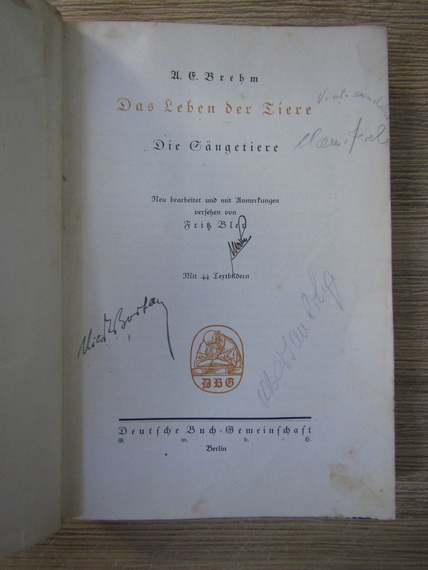 A. E. Brehm
Das Leben der Tiere
Die Säugetiere
Neu bearbeitet und mit Anmerkungen
versehen von
Fritz Bley
Mit 44 Textbildern
DBG
Deutsche Buch-Gemeinschaft
G. m. b. H.
Berlin